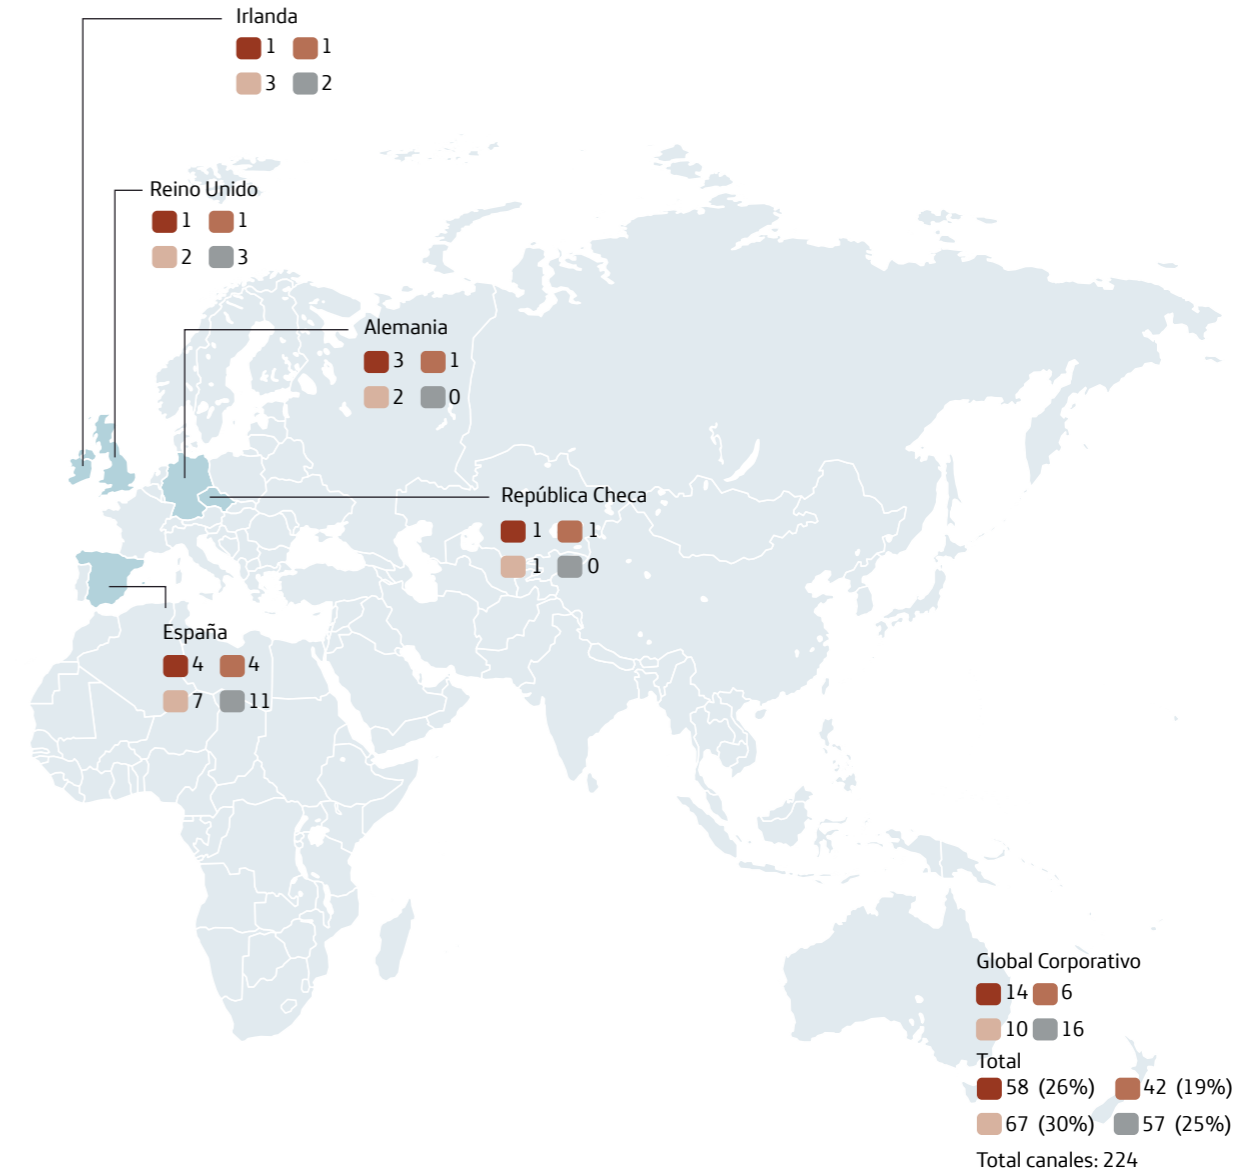 Irlanda
1 1
3 2
Reino Unido
1 1
2 3
Alemania
3 1
2 0
República Checa
1 1
1 0
España
4 4
7 11
Global Corporativo
14 6
10 16
Total
58 (26%) 42 (19%)
67 (30%) 57 (25%)
Total canales: 224